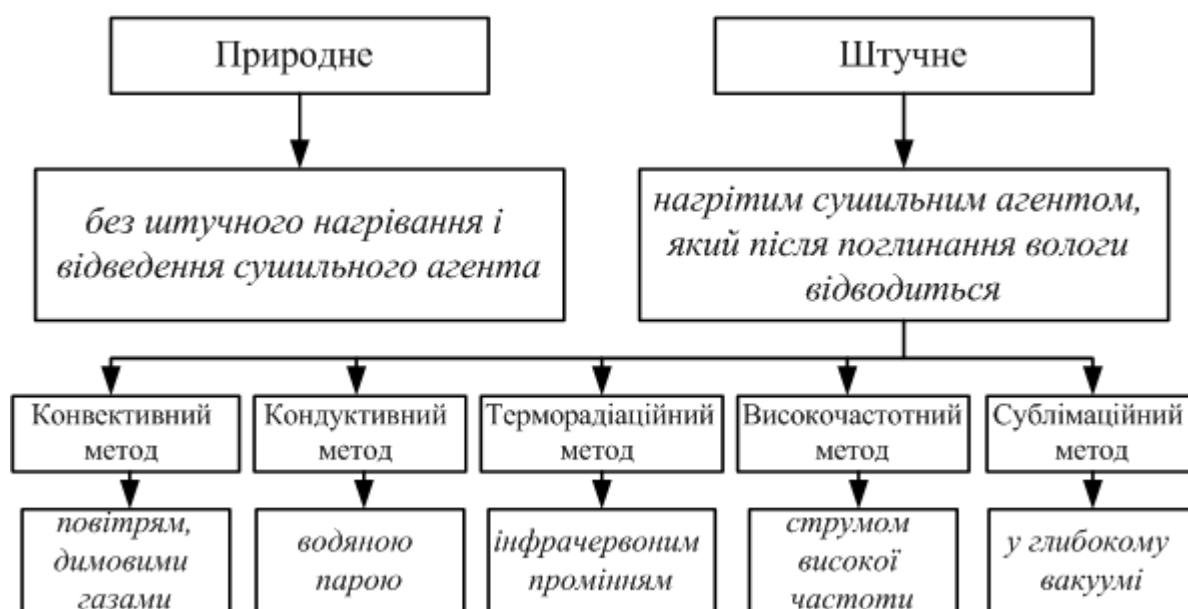 Природне
Штучне
без штучного нагрівання і
відведення сушильного агента
нагрітим сушильним агентом,
який після поглинання вологи
відводиться
Конвективний
метод
Кондуктивний
метод
Терморадіаційний
метод
Високочастотний
метод
Сублімаційний
метод
повітрям,
димовими
газами
водяною
парою
інфрачервоним
промінням
струмом
високої
частоти
у глибокому
вакуумі